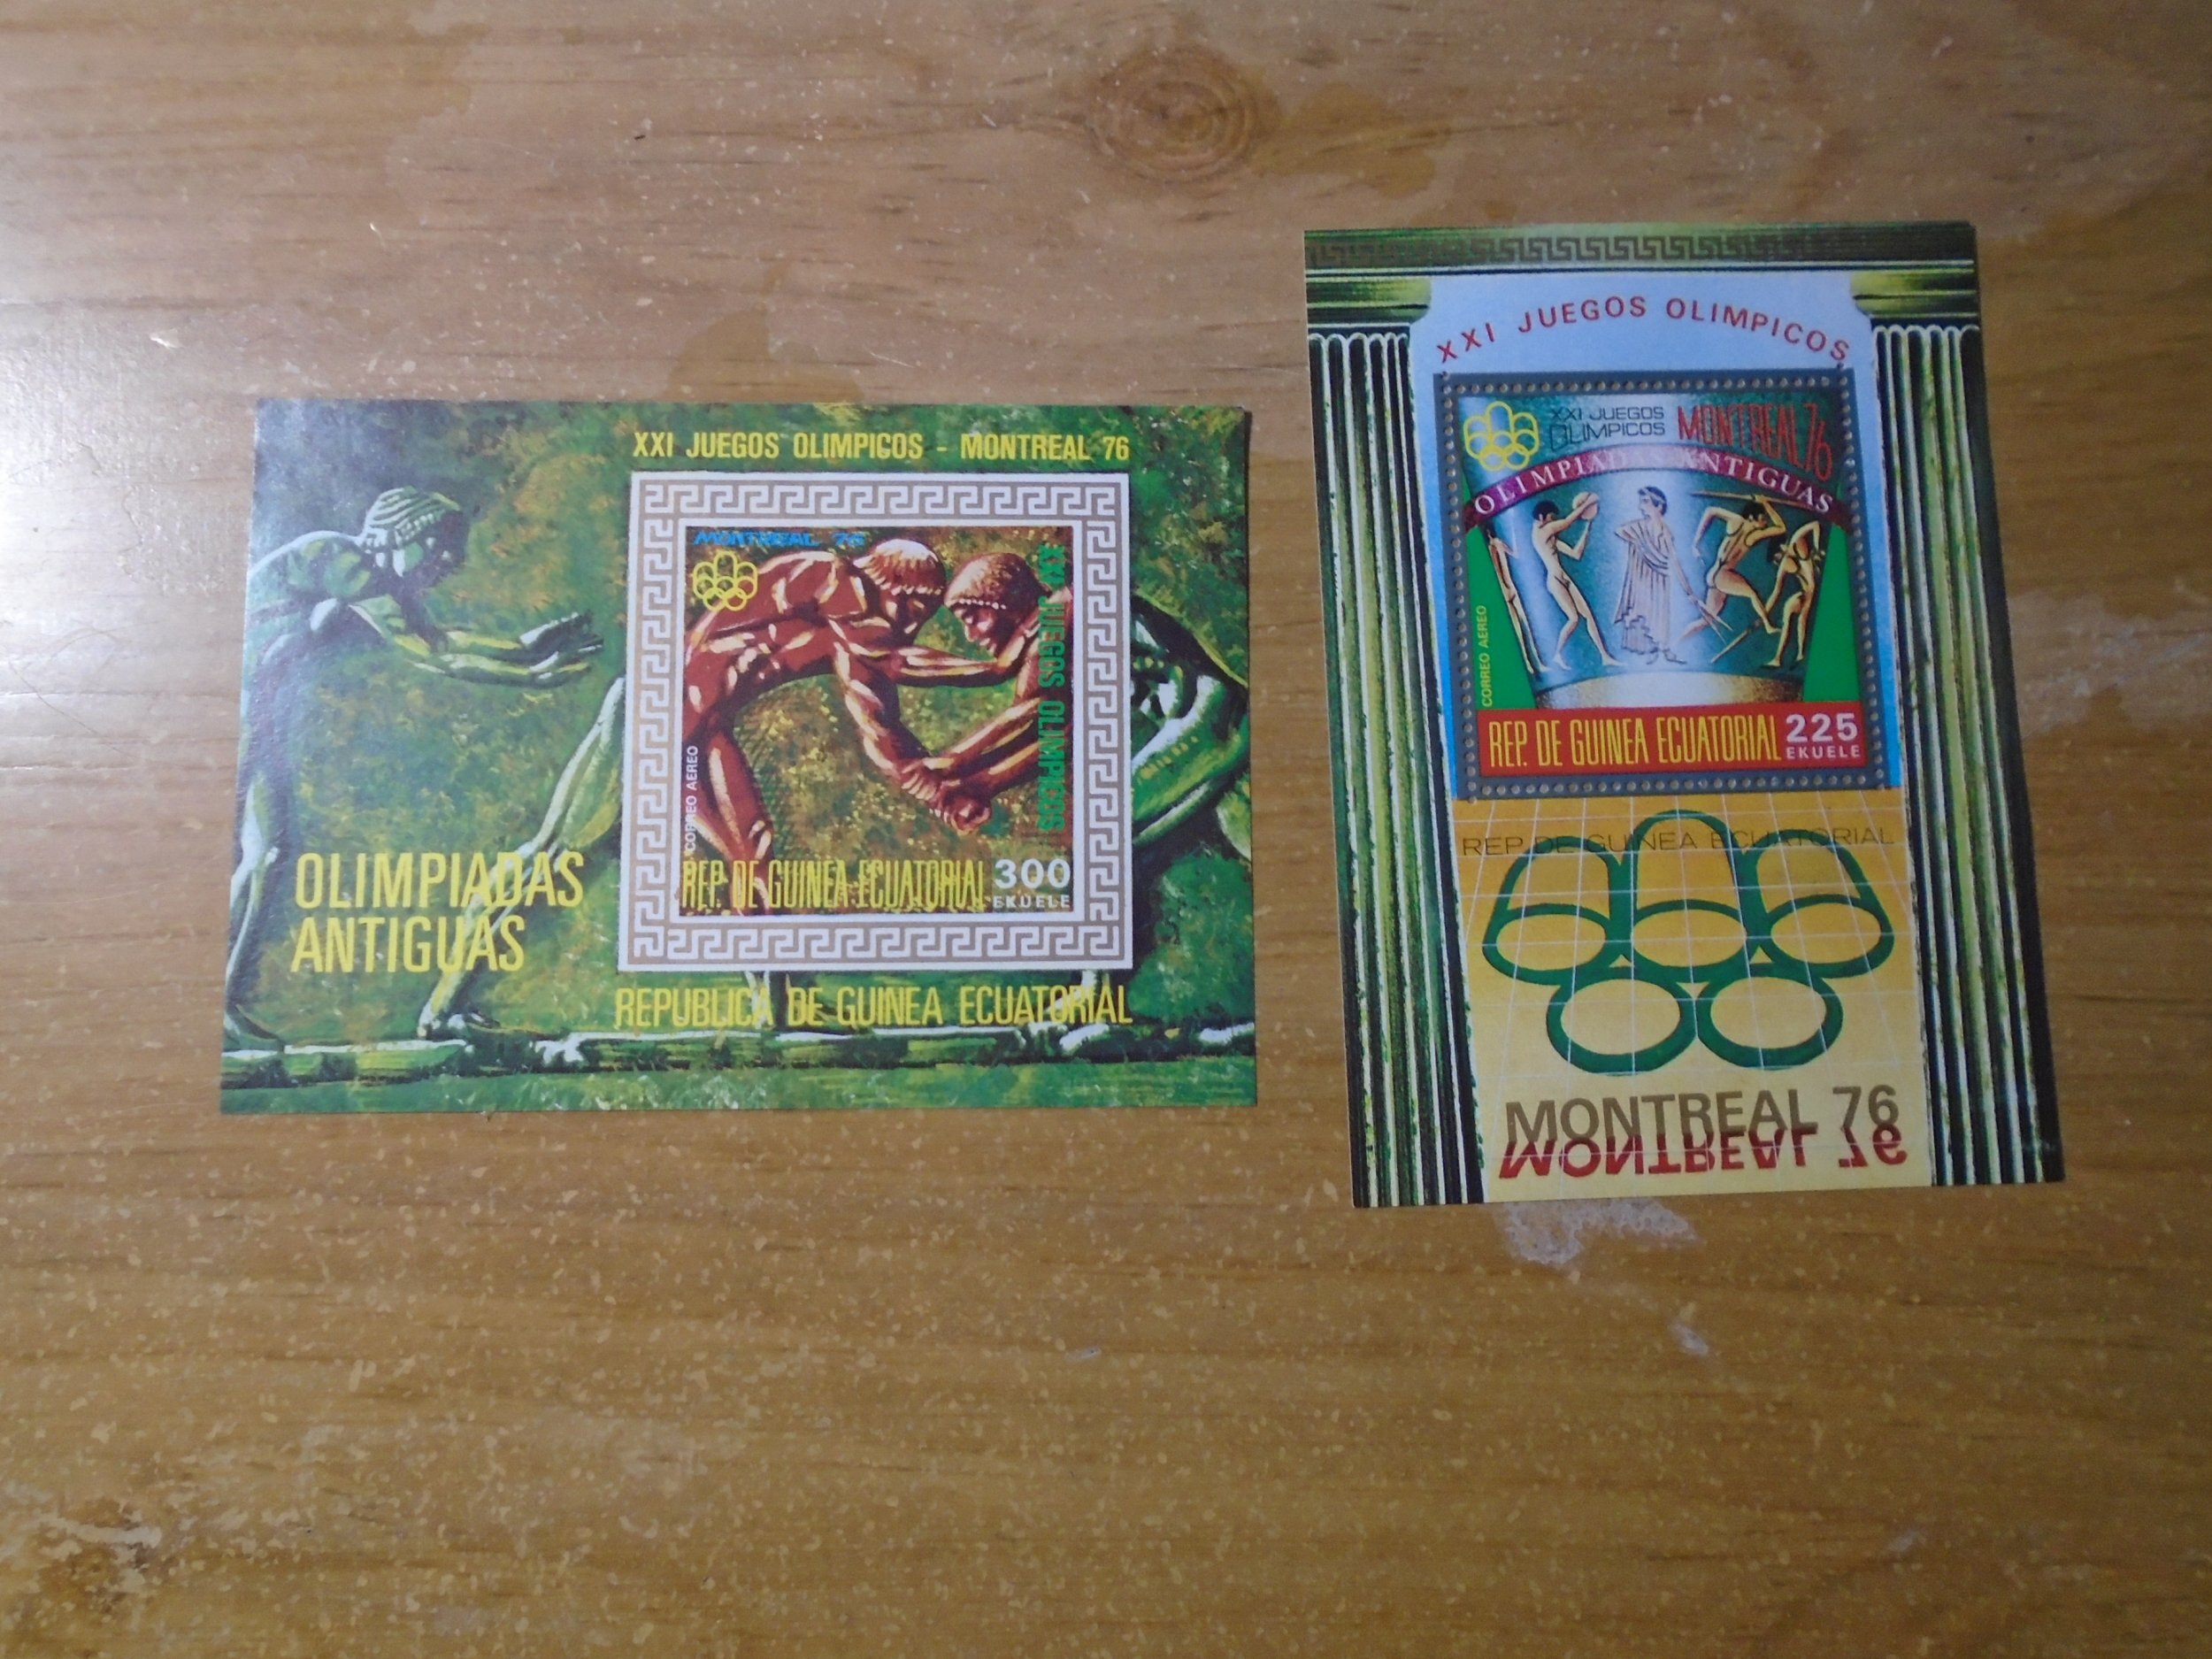 XXI JUEGOS OLIMPICOS - MONTREAL 76
MONTREAL 76
XXI JUEGOS OLIMPICOS
CORREO AEREO
REP. DE GUINEA ECUATORIAL 300
EKUELE
OLIMPIADAS
ANTIGUAS
REPUBLICA DE GUINEA ECUATORIAL
XXI JUEGOS OLIMPICOS
XXI JUEGOS
OLIMPICOS
MONTREAL 76
OLIMPIADAS ANTIGUAS
CORREO AEREO
REP. DE GUINEA ECUATORIAL 225
EKUELE
REP. DE GUINEA ECUATORIAL
MONTREAL 76
MONTREAL 76